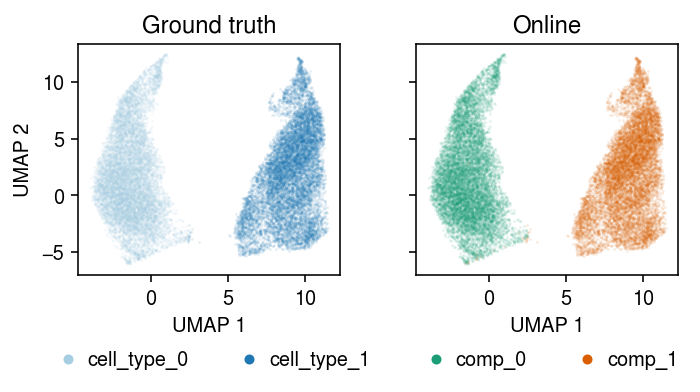 Ground truth
Online
UMAP 2
10
5
0
−5
0
5
10
0
5
10
UMAP 1
UMAP 1
cell_type_0
cell_type_1
comp_0
comp_1